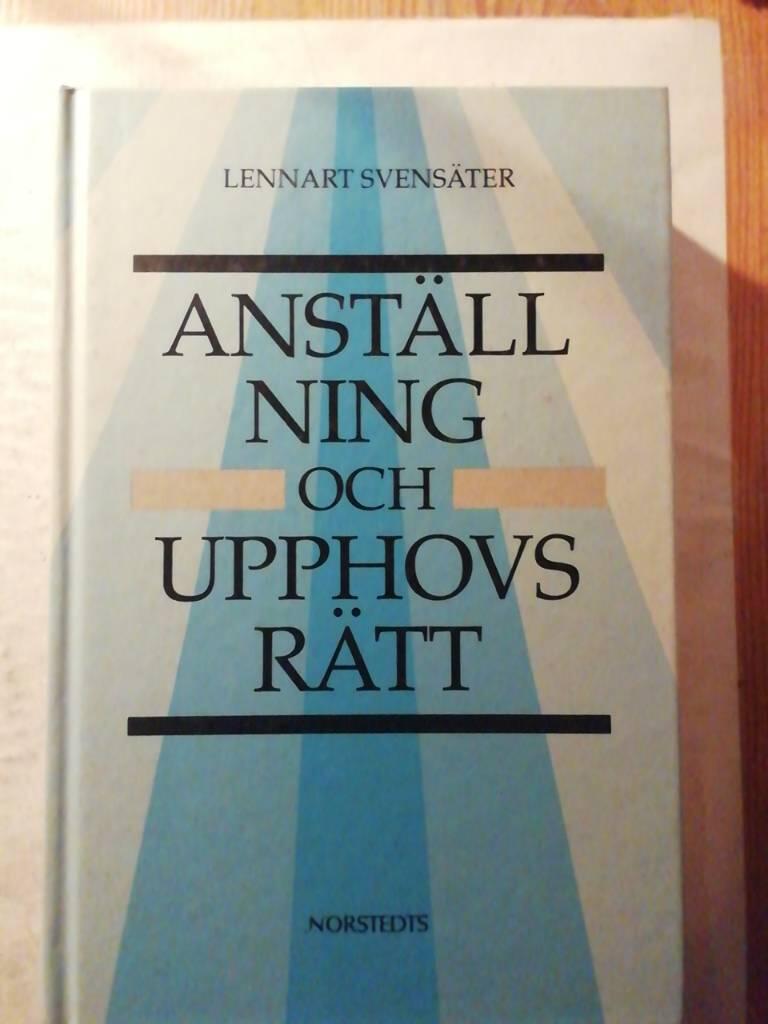 LENNART SVENSÄTER
ANSTÄLL
NING
OCH
UPPHOVS
RÄTT
NORSTEDTS